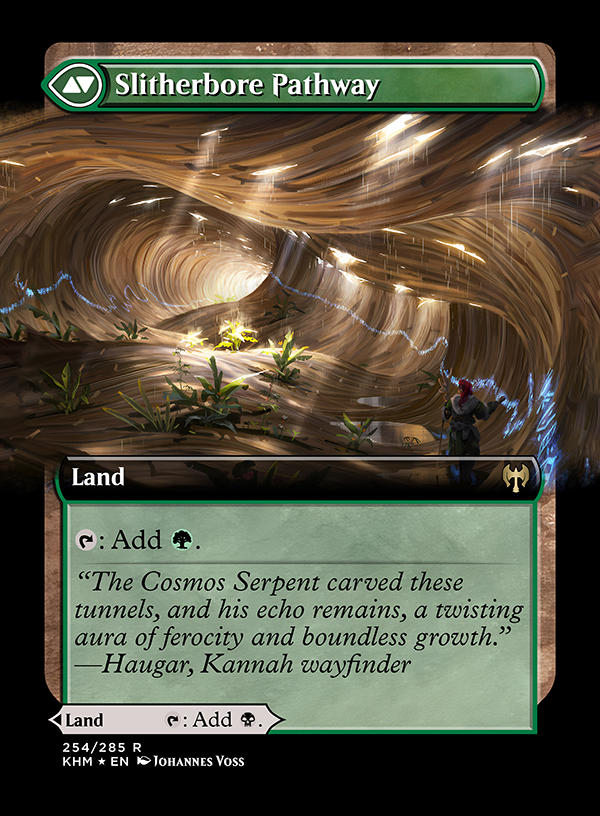 Slitherbore Pathway
Land
: Add .
“The Cosmos Serpent carved these
tunnels, and his echo remains, a twisting
aura of ferocity and boundless growth.”
—Haugar, Kannah wayfinder
Land : Add .
254/285 R
KHM ★ EN Johannes Voss